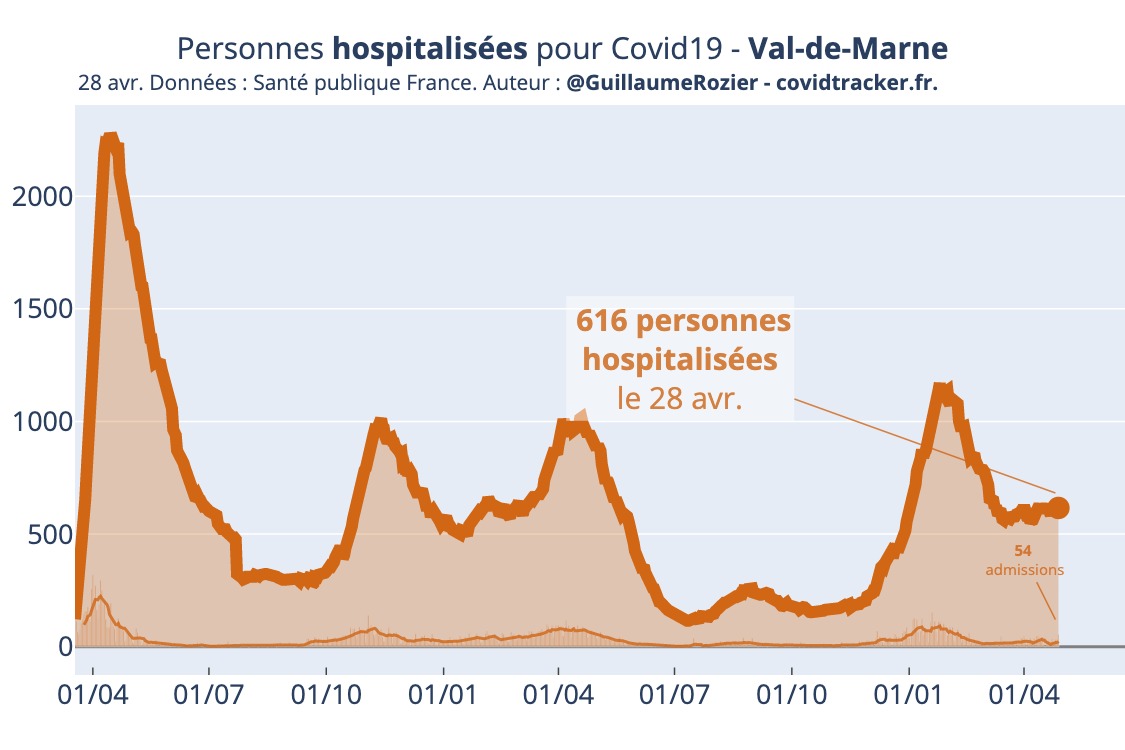 Personnes hospitalisées pour Covid19 - Val-de-Marne
28 avr. Données : Santé publique France. Auteur : @GuillaumeRozier - covidtracker.fr.
2000
1500
616 personnes
hospitalisées
le 28 avr.
1000
500
54
admissions
0
01/04 01/07 01/10 01/01 01/04 01/07 01/10 01/01 01/04